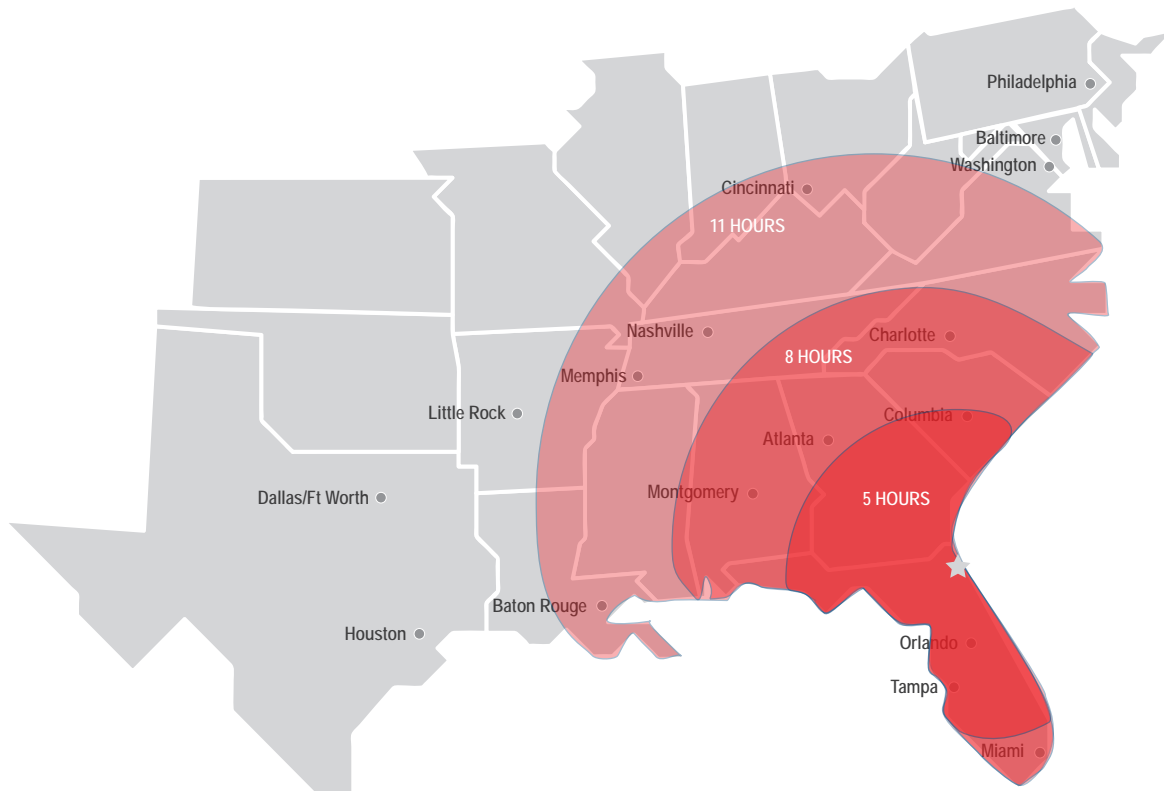 Philadelphia
Baltimore
Washington
Cincinnati
11 HOURS
Nashville
Charlotte
8 HOURS
Memphis
Little Rock
Columbia
Atlanta
Montgomery
Dallas/Ft Worth
5 HOURS
Baton Rouge
Houston
Orlando
Tampa
Miami